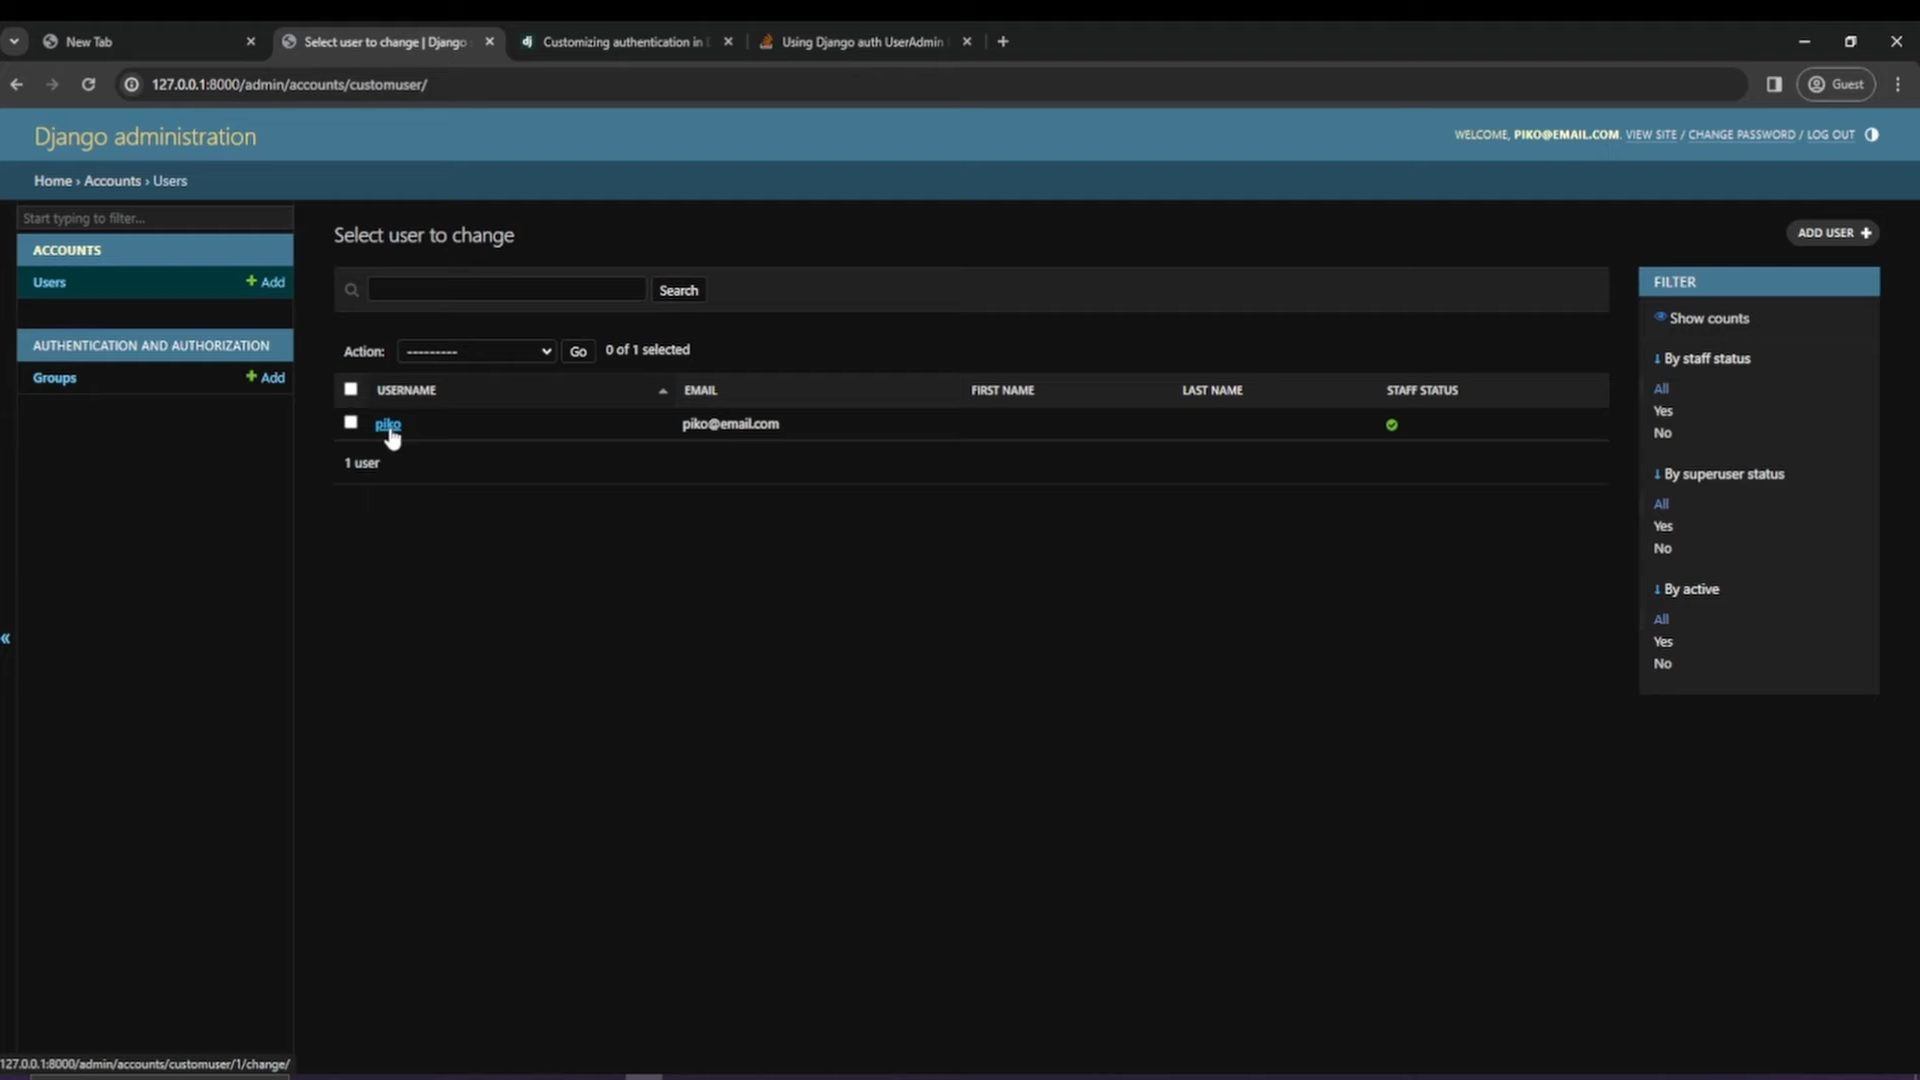 New Tab
Select user to change | Django
Customizing authentication in
Using Django auth UserAdmin
127.0.0.1:8000/admin/accounts/customuser/
Guest
Django administration
WELCOME, PIKO@EMAIL.COM. VIEW SITE / CHANGE PASSWORD / LOG OUT
Home › Accounts › Users
Start typing to filter...
ACCOUNTS
Users
+ Add
AUTHENTICATION AND AUTHORIZATION
Groups
+ Add
Select user to change
ADD USER +
Search
Action:
---------
Go
0 of 1 selected
USERNAME
EMAIL
FIRST NAME
LAST NAME
STAFF STATUS
piko
piko@email.com
1 user
FILTER
Show counts
↓ By staff status
All
Yes
No
↓ By superuser status
All
Yes
No
↓ By active
All
Yes
No
«
127.0.0.1:8000/admin/accounts/customuser/1/change/